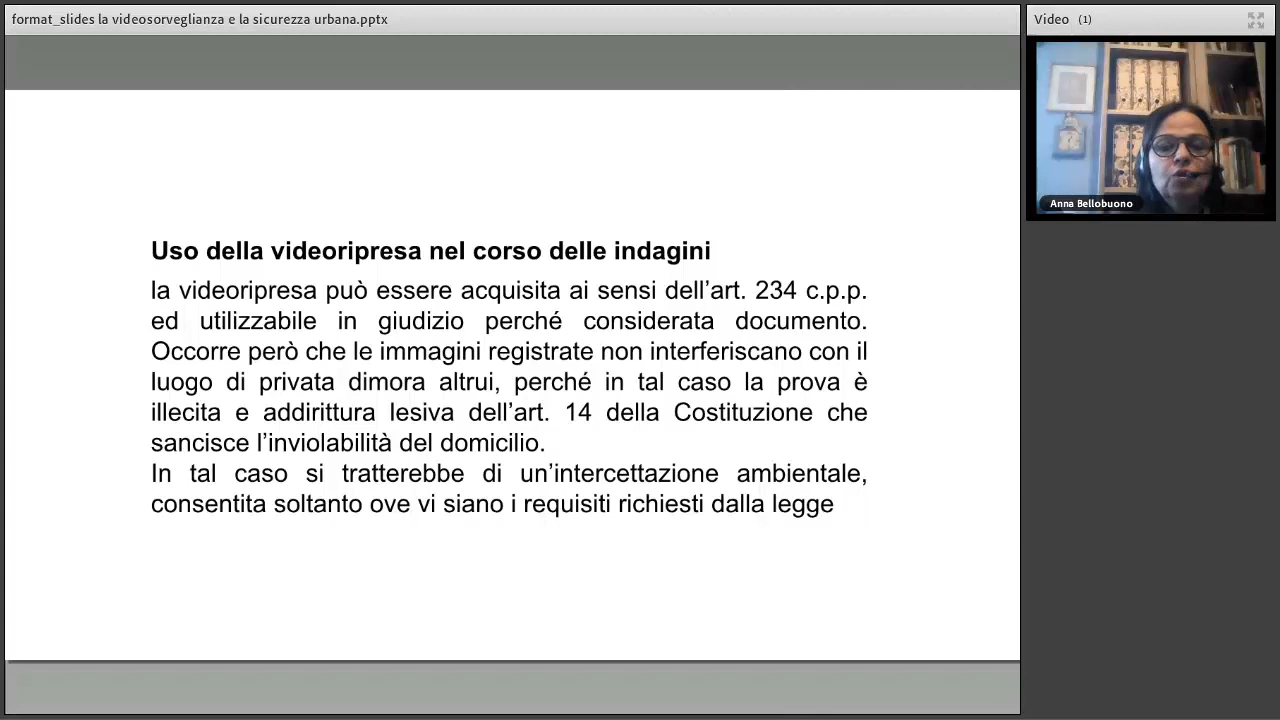 format_slides la videosorveglianza e la sicurezza urbana.pptx
Video (1)
Anna Bellobuono
Uso della videoripresa nel corso delle indagini
la videoripresa può essere acquisita ai sensi dell’art. 234 c.p.p.
ed utilizzabile in giudizio perché considerata documento.
Occorre però che le immagini registrate non interferiscano con il
luogo di privata dimora altrui, perché in tal caso la prova è
illecita e addirittura lesiva dell’art. 14 della Costituzione che
sancisce l’inviolabilità del domicilio.
In tal caso si tratterebbe di un’intercettazione ambientale,
consentita soltanto ove vi siano i requisiti richiesti dalla legge